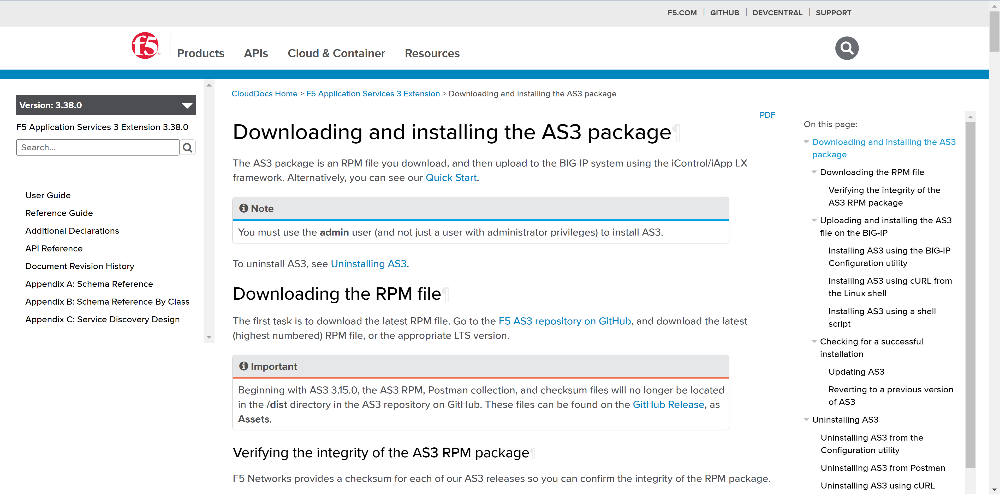 F5.COM | GITHUB | DEVCENTRAL | SUPPORT
f5
Products APIs Cloud & Container Resources
Version: 3.38.0
F5 Application Services 3 Extension 3.38.0
Search...
User Guide
Reference Guide
Additional Declarations
API Reference
Document Revision History
Appendix A: Schema Reference
Appendix B: Schema Reference By Class
Appendix C: Service Discovery Design
CloudDocs Home > F5 Application Services 3 Extension > Downloading and installing the AS3 package
PDF
Downloading and installing the AS3 package¶
The AS3 package is an RPM file you download, and then upload to the BIG-IP system using the iControl/iApp LX
framework. Alternatively, you can see our Quick Start.
Note
You must use the admin user (and not just a user with administrator privileges) to install AS3.
To uninstall AS3, see Uninstalling AS3.
Downloading the RPM file¶
The first task is to download the latest RPM file. Go to the F5 AS3 repository on GitHub, and download the latest
(highest numbered) RPM file, or the appropriate LTS version.
Important
Beginning with AS3 3.15.0, the AS3 RPM, Postman collection, and checksum files will no longer be located
in the /dist directory in the AS3 repository on GitHub. These files can be found on the GitHub Release, as
Assets.
Verifying the integrity of the AS3 RPM package¶
F5 Networks provides a checksum for each of our AS3 releases so you can confirm the integrity of the RPM package.
On this page:
Downloading and installing the AS3
package
Downloading the RPM file
Verifying the integrity of the
AS3 RPM package
Uploading and installing the AS3
file on the BIG-IP
Installing AS3 using the BIG-IP
Configuration utility
Installing AS3 using cURL from
the Linux shell
Installing AS3 using a shell
script
Checking for a successful
installation
Updating AS3
Reverting to a previous version
of AS3
Uninstalling AS3
Uninstalling AS3 from the
Configuration utility
Uninstalling AS3 from Postman
Uninstalling AS3 using cURL